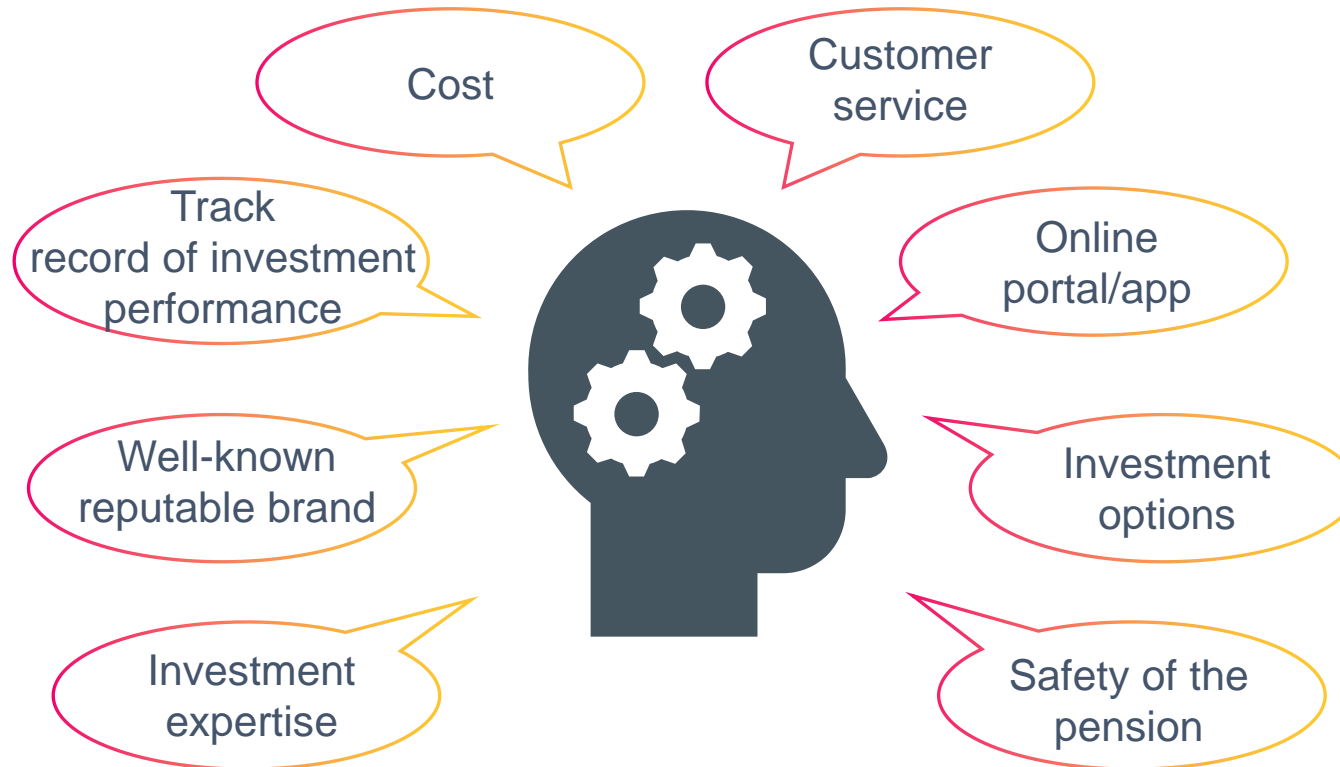 Cost
Customer
service
Track
record of investment
performance
Online
portal/app
Well-known
reputable brand
Investment
options
Investment
expertise
Safety of the
pension